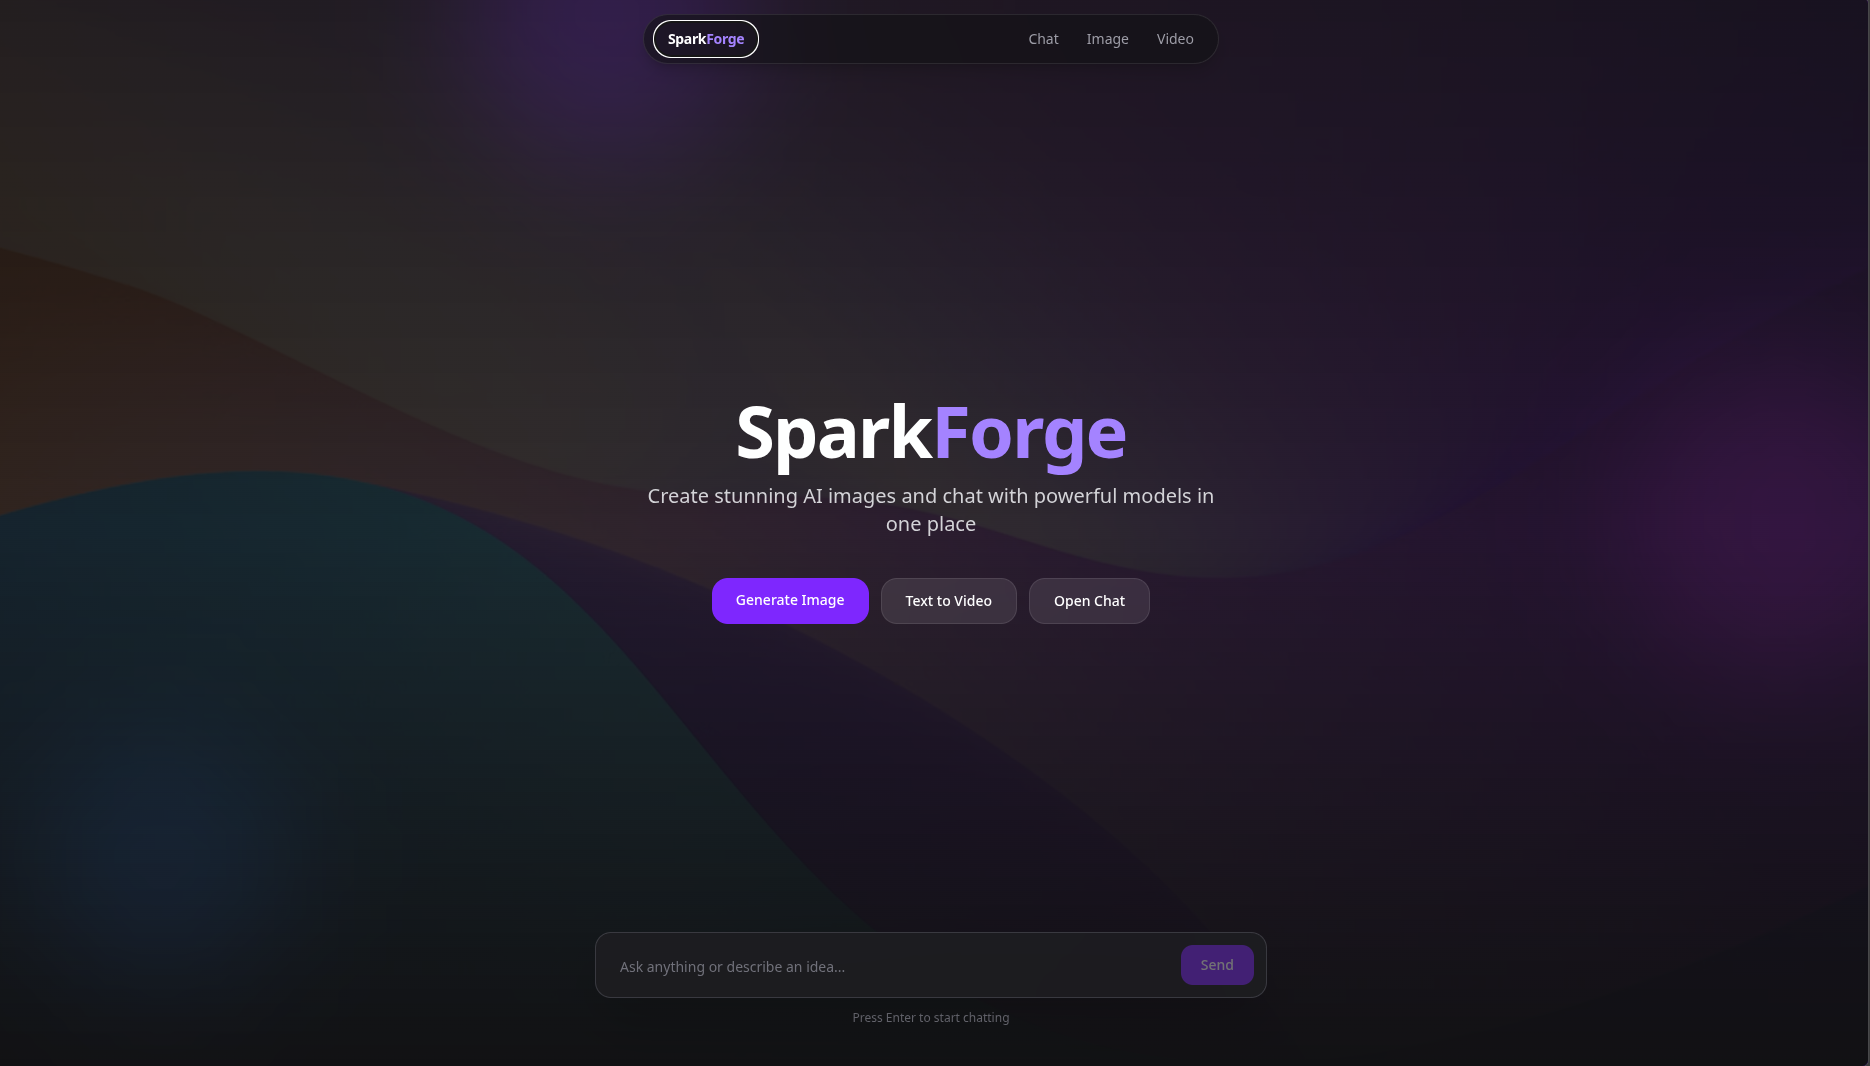 SparkForge
Chat
Image
Video
SparkForge
Create stunning AI images and chat with powerful models in
one place
Generate Image
Text to Video
Open Chat
Ask anything or describe an idea...
Send
Press Enter to start chatting